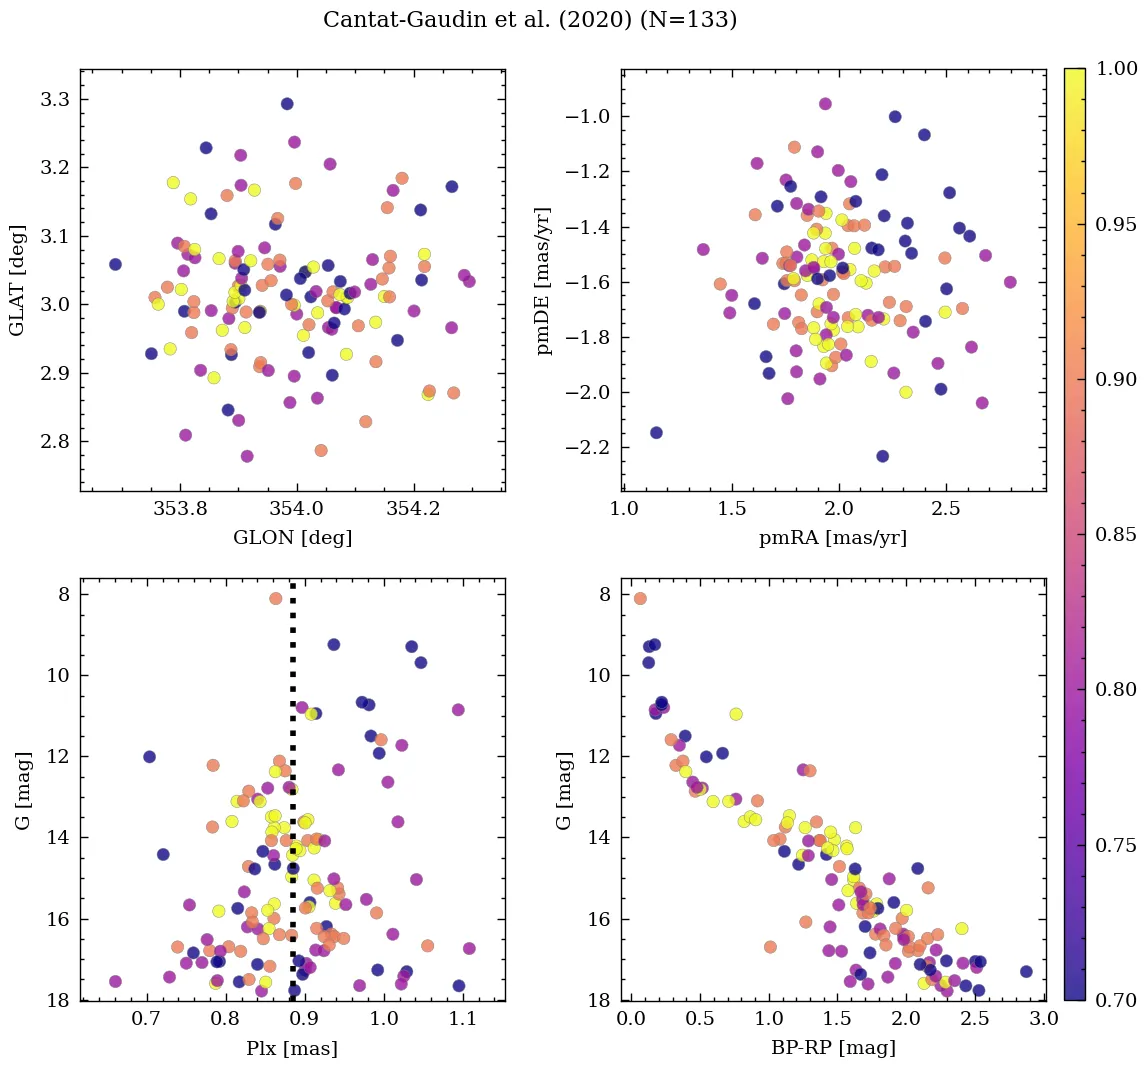 Cantat-Gaudin et al. (2020) (N=133)
3.3
3.2
3.1
3.0
2.9
2.8
GLAT [deg]
353.8 354.0 354.2
GLON [deg]
−1.0
−1.2
−1.4
−1.6
−1.8
−2.0
−2.2
pmDE [mas/yr]
1.0 1.5 2.0 2.5
pmRA [mas/yr]
8
10
12
14
16
18
G [mag]
0.7 0.8 0.9 1.0 1.1
Plx [mas]
8
10
12
14
16
18
G [mag]
0.0 0.5 1.0 1.5 2.0 2.5 3.0
BP-RP [mag]
1.00
0.95
0.90
0.85
0.80
0.75
0.70